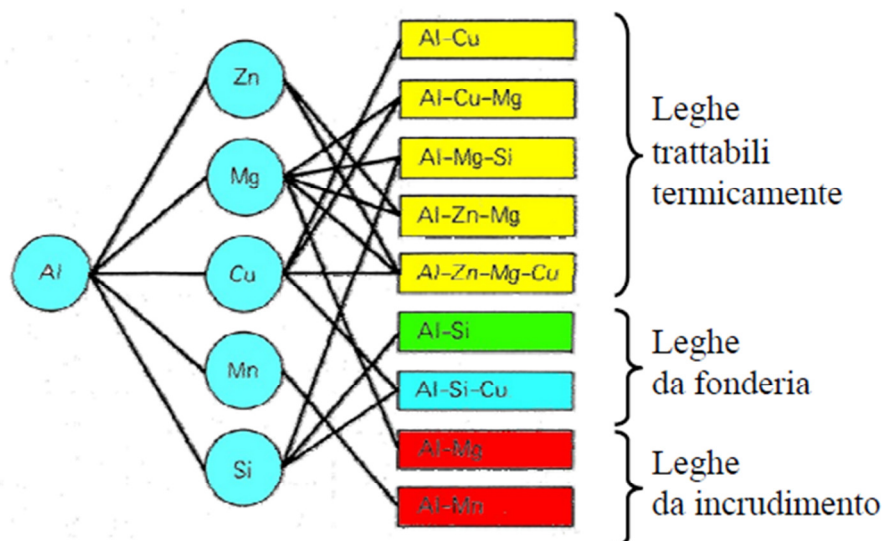 Al
Zn
Mg
Cu
Mn
Si
Al-Cu
Al-Cu-Mg
Al-Mg-Si
Al-Zn-Mg
Al-Zn-Mg-Cu
Leghe
trattabili
termicamente
Al-Si
Al-Si-Cu
Leghe
da fonderia
Al-Mg
Al-Mn
Leghe
da incrudimento